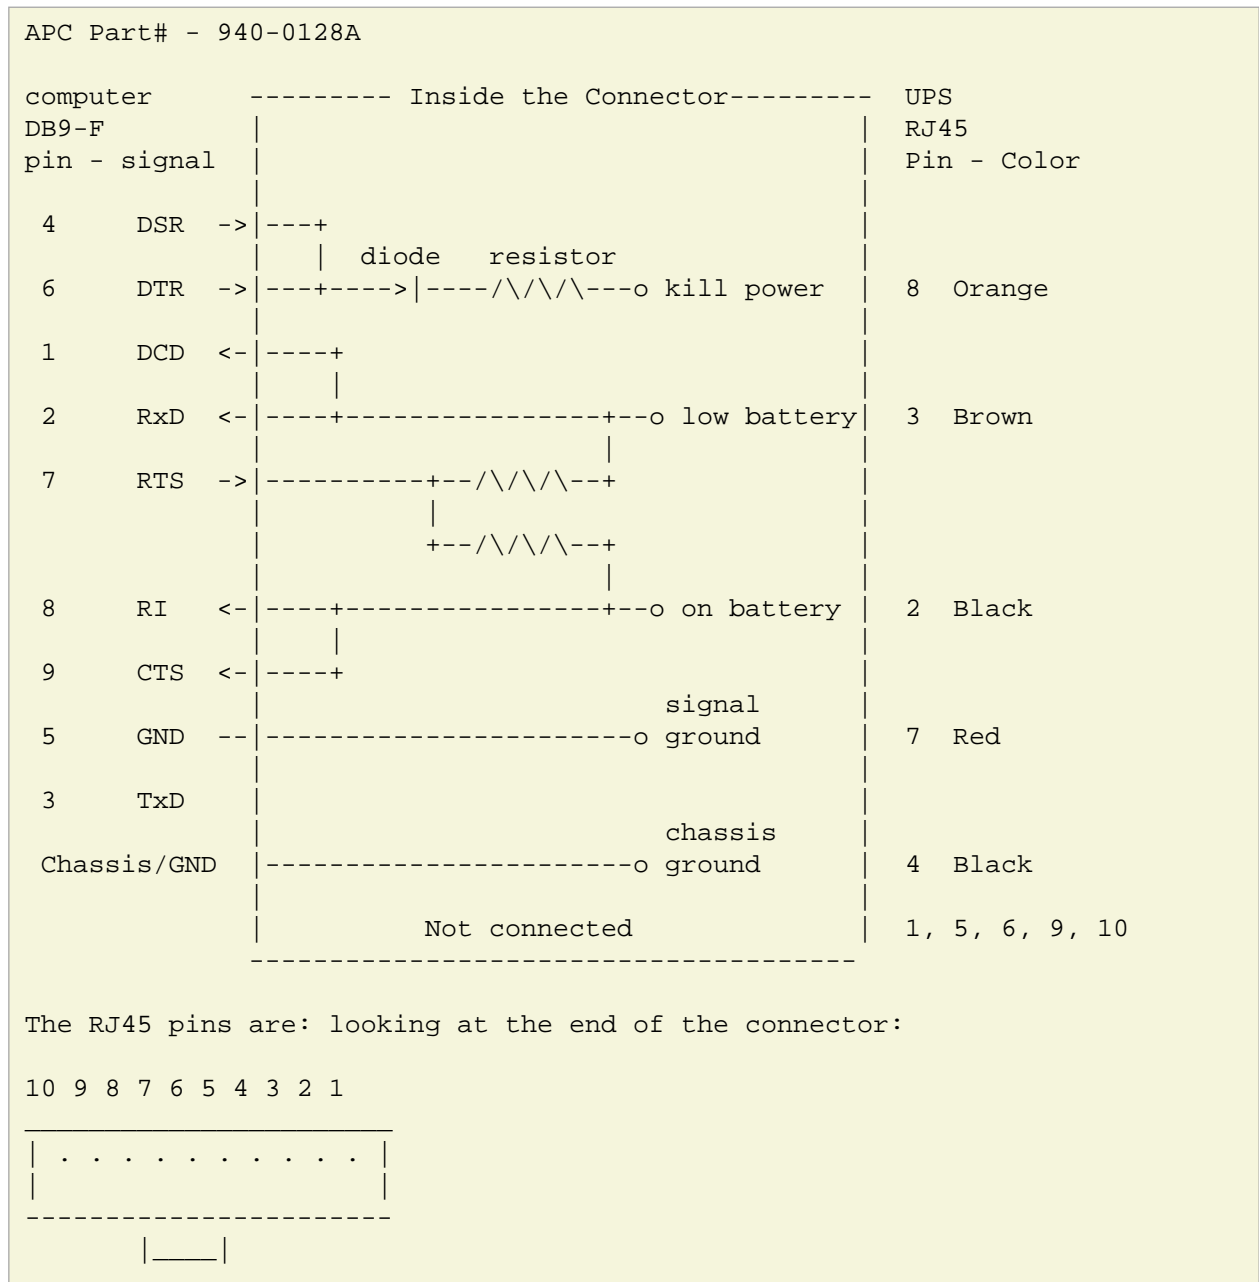 APC Part# - 940-0128A
computer --------- Inside the Connector--------- UPS
DB9-F | | RJ45
pin - signal | | Pin - Color
| |
4 DSR ->|---+ |
| | diode resistor |
6 DTR ->|---+---->|----/\/\/\---o kill power | 8 Orange
| |
1 DCD <-|----+ |
| | |
2 RxD <-|----+----------------+--o low battery| 3 Brown
| | |
7 RTS ->|----------+--/\/\/\--+ |
| | |
| +--/\/\/\--+ |
| | |
8 RI <-|----+----------------+--o on battery | 2 Black
| | |
9 CTS <-|----+ |
| signal |
5 GND --|-----------------------o ground | 7 Red
| |
3 TxD | |
| chassis |
Chassis/GND |-----------------------o ground | 4 Black
| |
| Not connected | 1, 5, 6, 9, 10
--------------------------------------
The RJ45 pins are: looking at the end of the connector:
10 9 8 7 6 5 4 3 2 1
_______________________
| . . . . . . . . . . |
| |
-----------------------
|____|